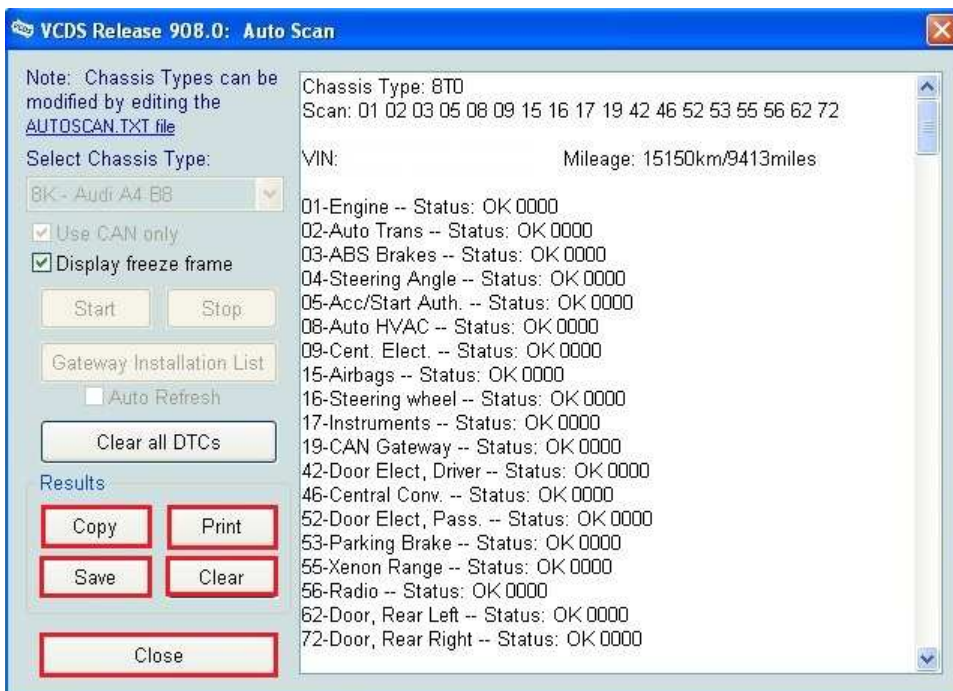 VCDS Release 908.0: Auto Scan
Note: Chassis Types can be
modified by editing the
AUTOSCAN.TXT file
Select Chassis Type:
8K - Audi A4 B8
Use CAN only
Display freeze frame
Start
Stop
Gateway Installation List
Auto Refresh
Clear all DTCs
Results
Copy
Print
Save
Clear
Close
Chassis Type: 8T0
Scan: 01 02 03 05 08 09 15 16 17 19 42 46 52 53 55 56 62 72
VIN: Mileage: 15150km/9413miles
01-Engine -- Status: OK 0000
02-Auto Trans -- Status: OK 0000
03-ABS Brakes -- Status: OK 0000
04-Steering Angle -- Status: OK 0000
05-Acc/Start Auth. -- Status: OK 0000
08-Auto HVAC -- Status: OK 0000
09-Cent. Elect. -- Status: OK 0000
15-Airbags -- Status: OK 0000
16-Steering wheel -- Status: OK 0000
17-Instruments -- Status: OK 0000
19-CAN Gateway -- Status: OK 0000
42-Door Elect, Driver -- Status: OK 0000
46-Central Conv. -- Status: OK 0000
52-Door Elect, Pass. -- Status: OK 0000
53-Parking Brake -- Status: OK 0000
55-Xenon Range -- Status: OK 0000
56-Radio -- Status: OK 0000
62-Door, Rear Left -- Status: OK 0000
72-Door, Rear Right -- Status: OK 0000